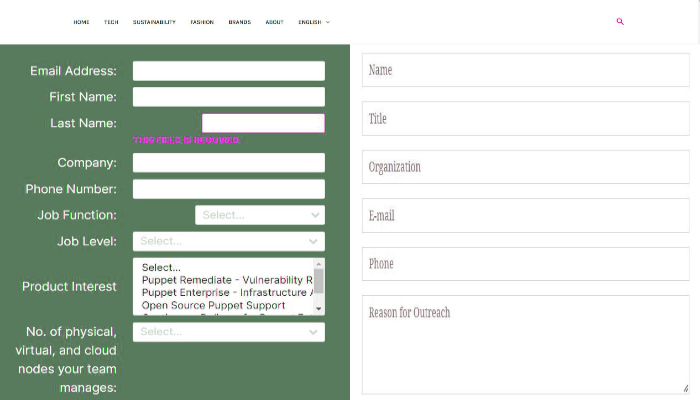 HOME TECH SUSTAINABILITY FASHION BRANDS ABOUT ENGLISH
Email Address:
First Name:
Last Name:
THIS FIELD IS REQUIRED.
Company:
Phone Number:
Job Function: Select...
Job Level: Select...
Product Interest
Select...
Puppet Remediate - Vulnerability R
Puppet Enterprise - Infrastructure
Open Source Puppet Support
No. of physical,
virtual, and cloud
nodes your team
manages:
Select...
Name
Title
Organization
E-mail
Phone
Reason for Outreach